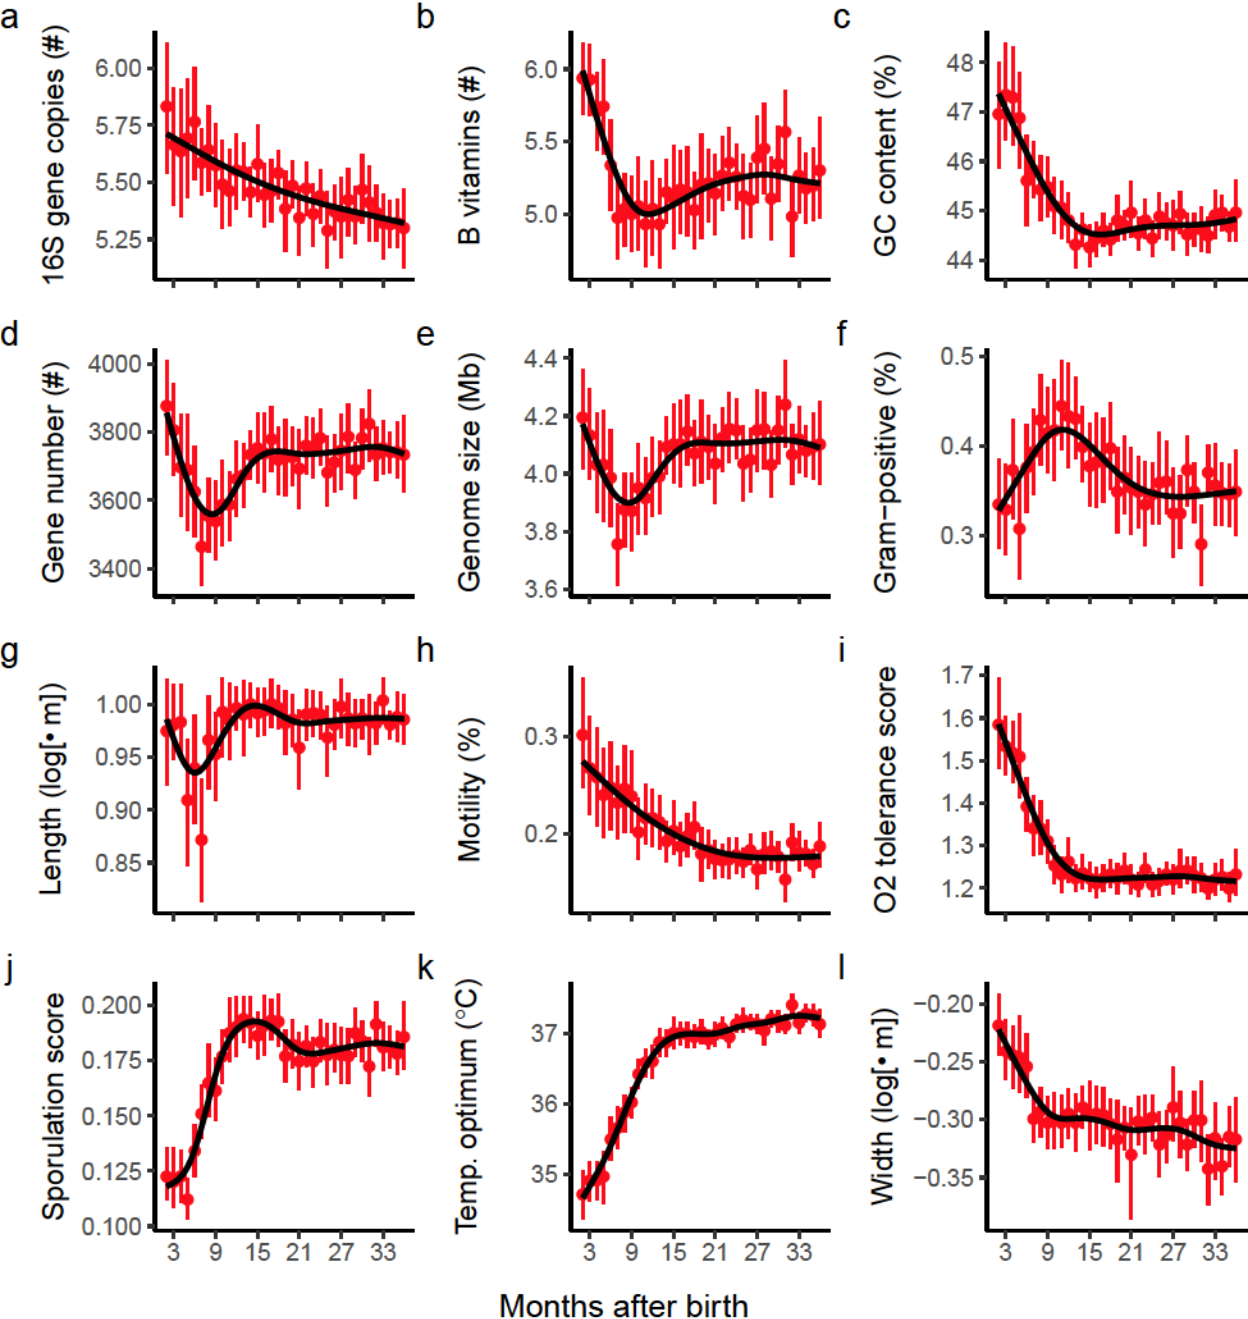 a
16S gene copies (#)
6.00
5.75
5.50
5.25
b
B vitamins (#)
6.0
5.5
5.0
c
GC content (%)
48
47
46
45
44
d
Gene number (#)
4000
3800
3600
3400
e
Genome size (Mb)
4.4
4.2
4.0
3.8
3.6
f
Gram−positive (%)
0.5
0.4
0.3
g
Length (log[• m])
1.00
0.95
0.90
0.85
h
Motility (%)
0.3
0.2
i
O2 tolerance score
1.7
1.6
1.5
1.4
1.3
1.2
j
Sporulation score
0.200
0.175
0.150
0.125
0.100
3 9 15 21 27 33
k
Temp. optimum (°C)
37
36
35
3 9 15 21 27 33
l
Width (log[• m])
−0.20
−0.25
−0.30
−0.35
3 9 15 21 27 33
Months after birth